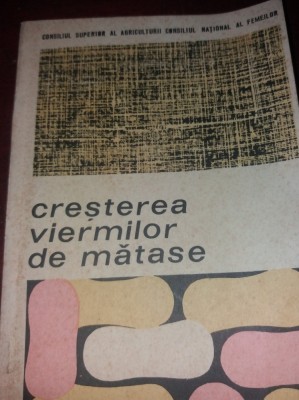 CONSILIUL SUPERIOR AL AGRICULTURII CONSILIUL NAȚIONAL AL FEMEILOR
creșterea
viermilor
de mătase